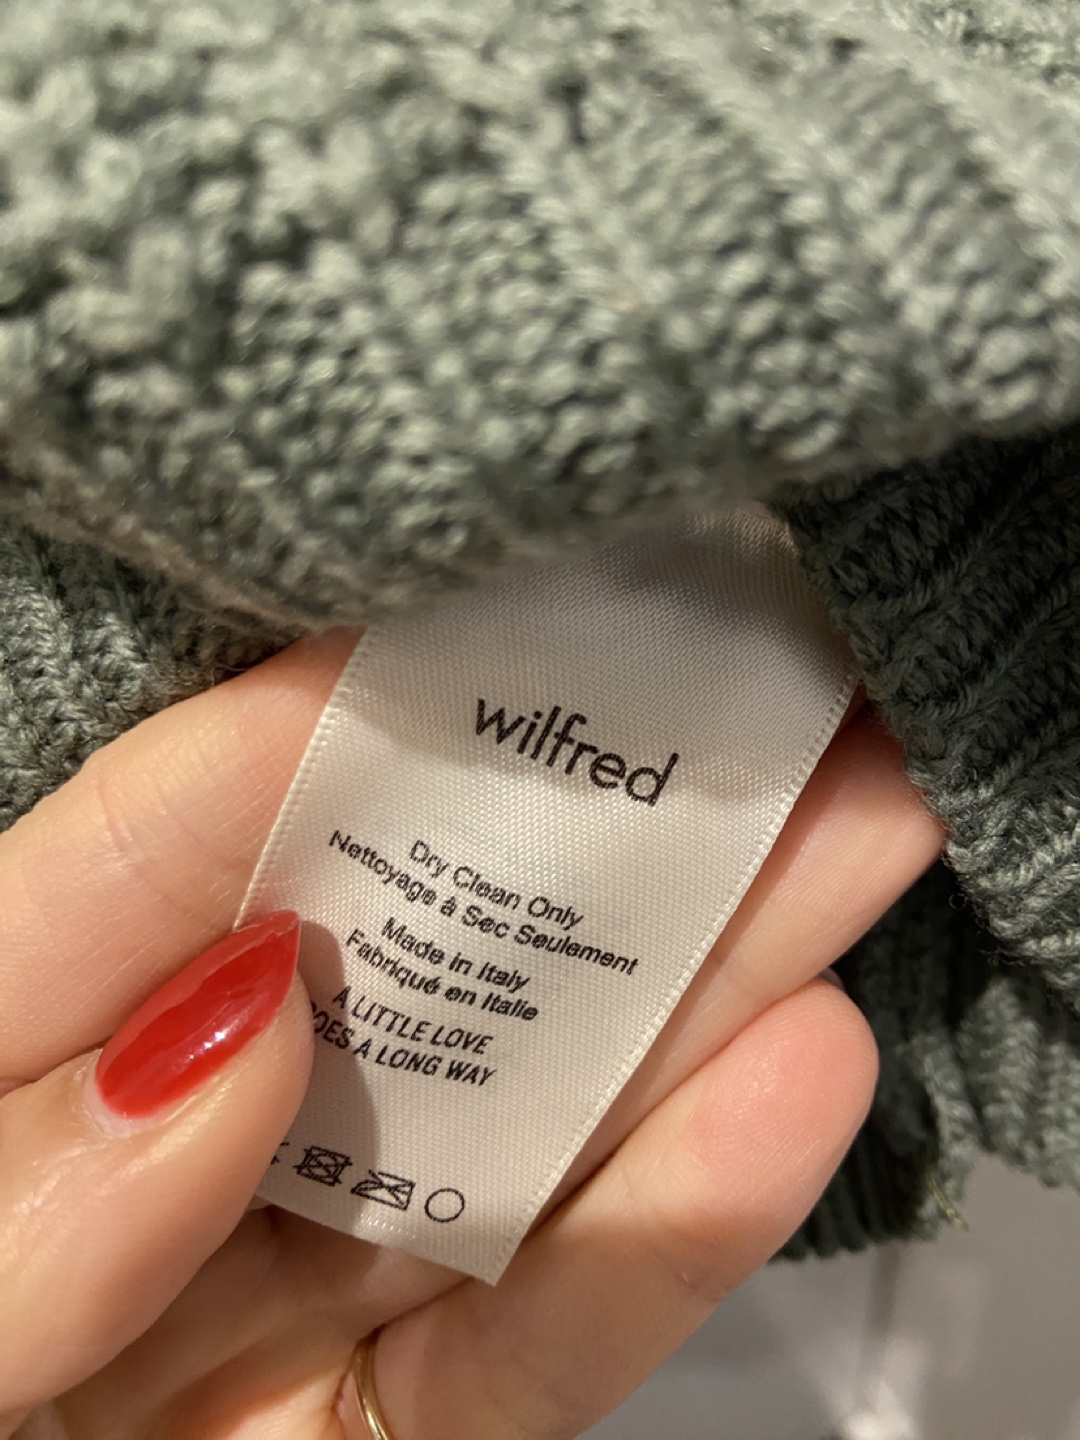 wilfred
Dry Clean Only
Nettoyage à Sec Seulement
Made in Italy
Fabriqué en Italie
A LITTLE LOVE
A LONG WAY